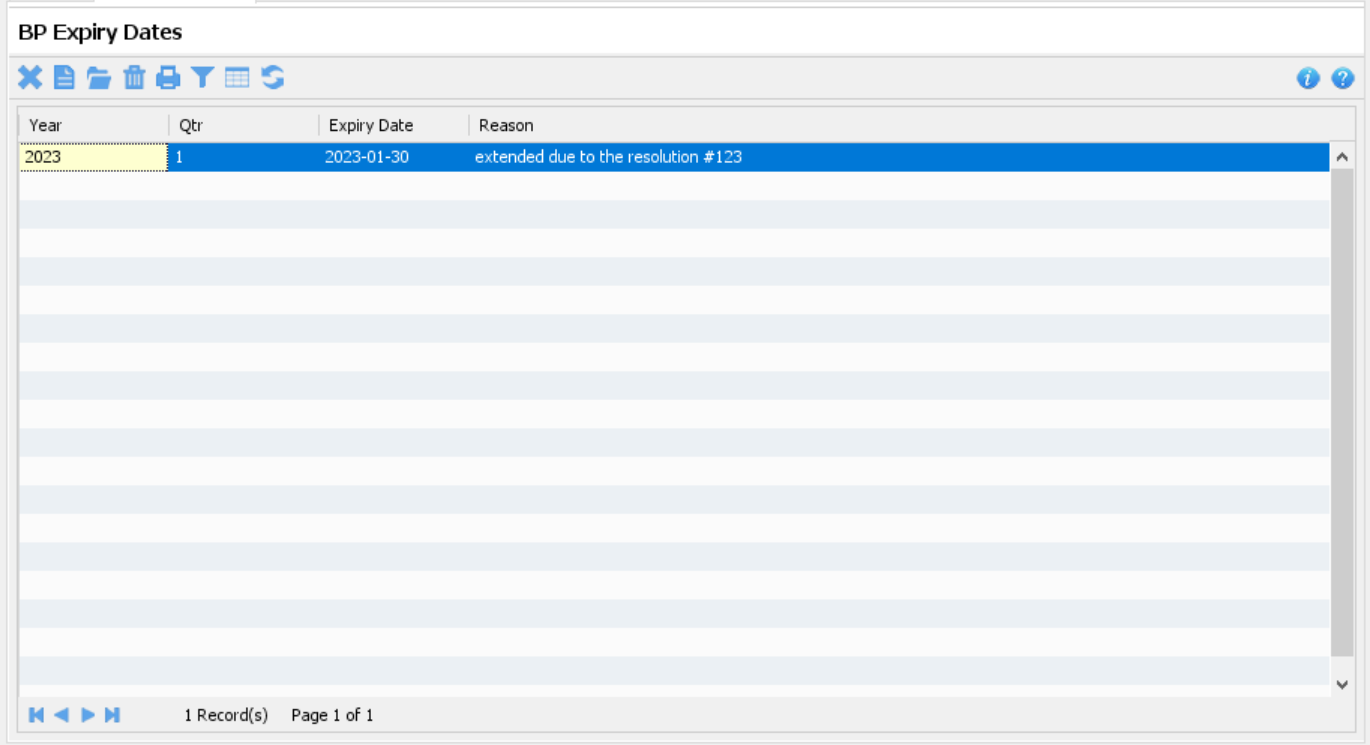 BP Expiry Dates
Year Qtr Expiry Date Reason
2023 1 2023-01-30 extended due to the resolution #123
1 Record(s) Page 1 of 1